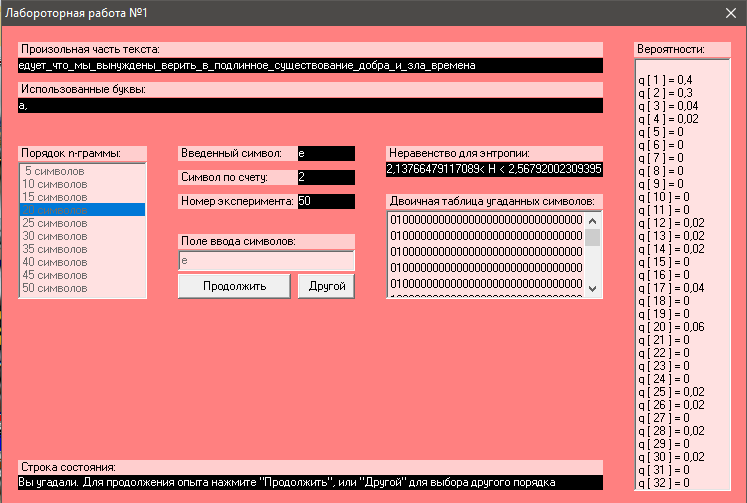 Лабороторная работа №1
Произольная часть текста:
едует_что_мы_вынуждены_верить_в_подлинное_существование_добра_и_зла_времена
Использованные буквы:
а,
Порядок n-граммы:
5 символов
10 символов
15 символов
символов
25 символов
30 символов
35 символов
40 символов
45 символов
50 символов
Введенный символ: е
Символ по счету: 2
Номер эксперимента: 50
Поле ввода символов:
е
Продолжить
Другой
Неравенство для энтропии:
2,13766479117089< H < 2,56792002309395
Двоичная таблица угаданных символов:
01000000000000000000000000000000
01000000000000000000000000000000
01000000000000000000000000000000
01000000000000000000000000000000
01000000000000000000000000000000
Вероятности:
q [ 1 ] = 0,4
q [ 2 ] = 0,3
q [ 3 ] = 0,04
q [ 4 ] = 0,02
q [ 5 ] = 0
q [ 6 ] = 0
q [ 7 ] = 0
q [ 8 ] = 0
q [ 9 ] = 0
q [ 10 ] = 0
q [ 11 ] = 0
q [ 12 ] = 0,02
q [ 13 ] = 0,02
q [ 14 ] = 0,02
q [ 15 ] = 0
q [ 16 ] = 0
q [ 17 ] = 0,04
q [ 18 ] = 0
q [ 19 ] = 0
q [ 20 ] = 0,06
q [ 21 ] = 0
q [ 22 ] = 0
q [ 23 ] = 0
q [ 24 ] = 0
q [ 25 ] = 0,02
q [ 26 ] = 0,02
q [ 27 ] = 0
q [ 28 ] = 0,02
q [ 29 ] = 0
q [ 30 ] = 0,02
q [ 31 ] = 0
q [ 32 ] = 0
Строка состояния:
Вы угадали. Для продолжения опыта нажмите "Продолжить", или "Другой" для выбора другого порядка